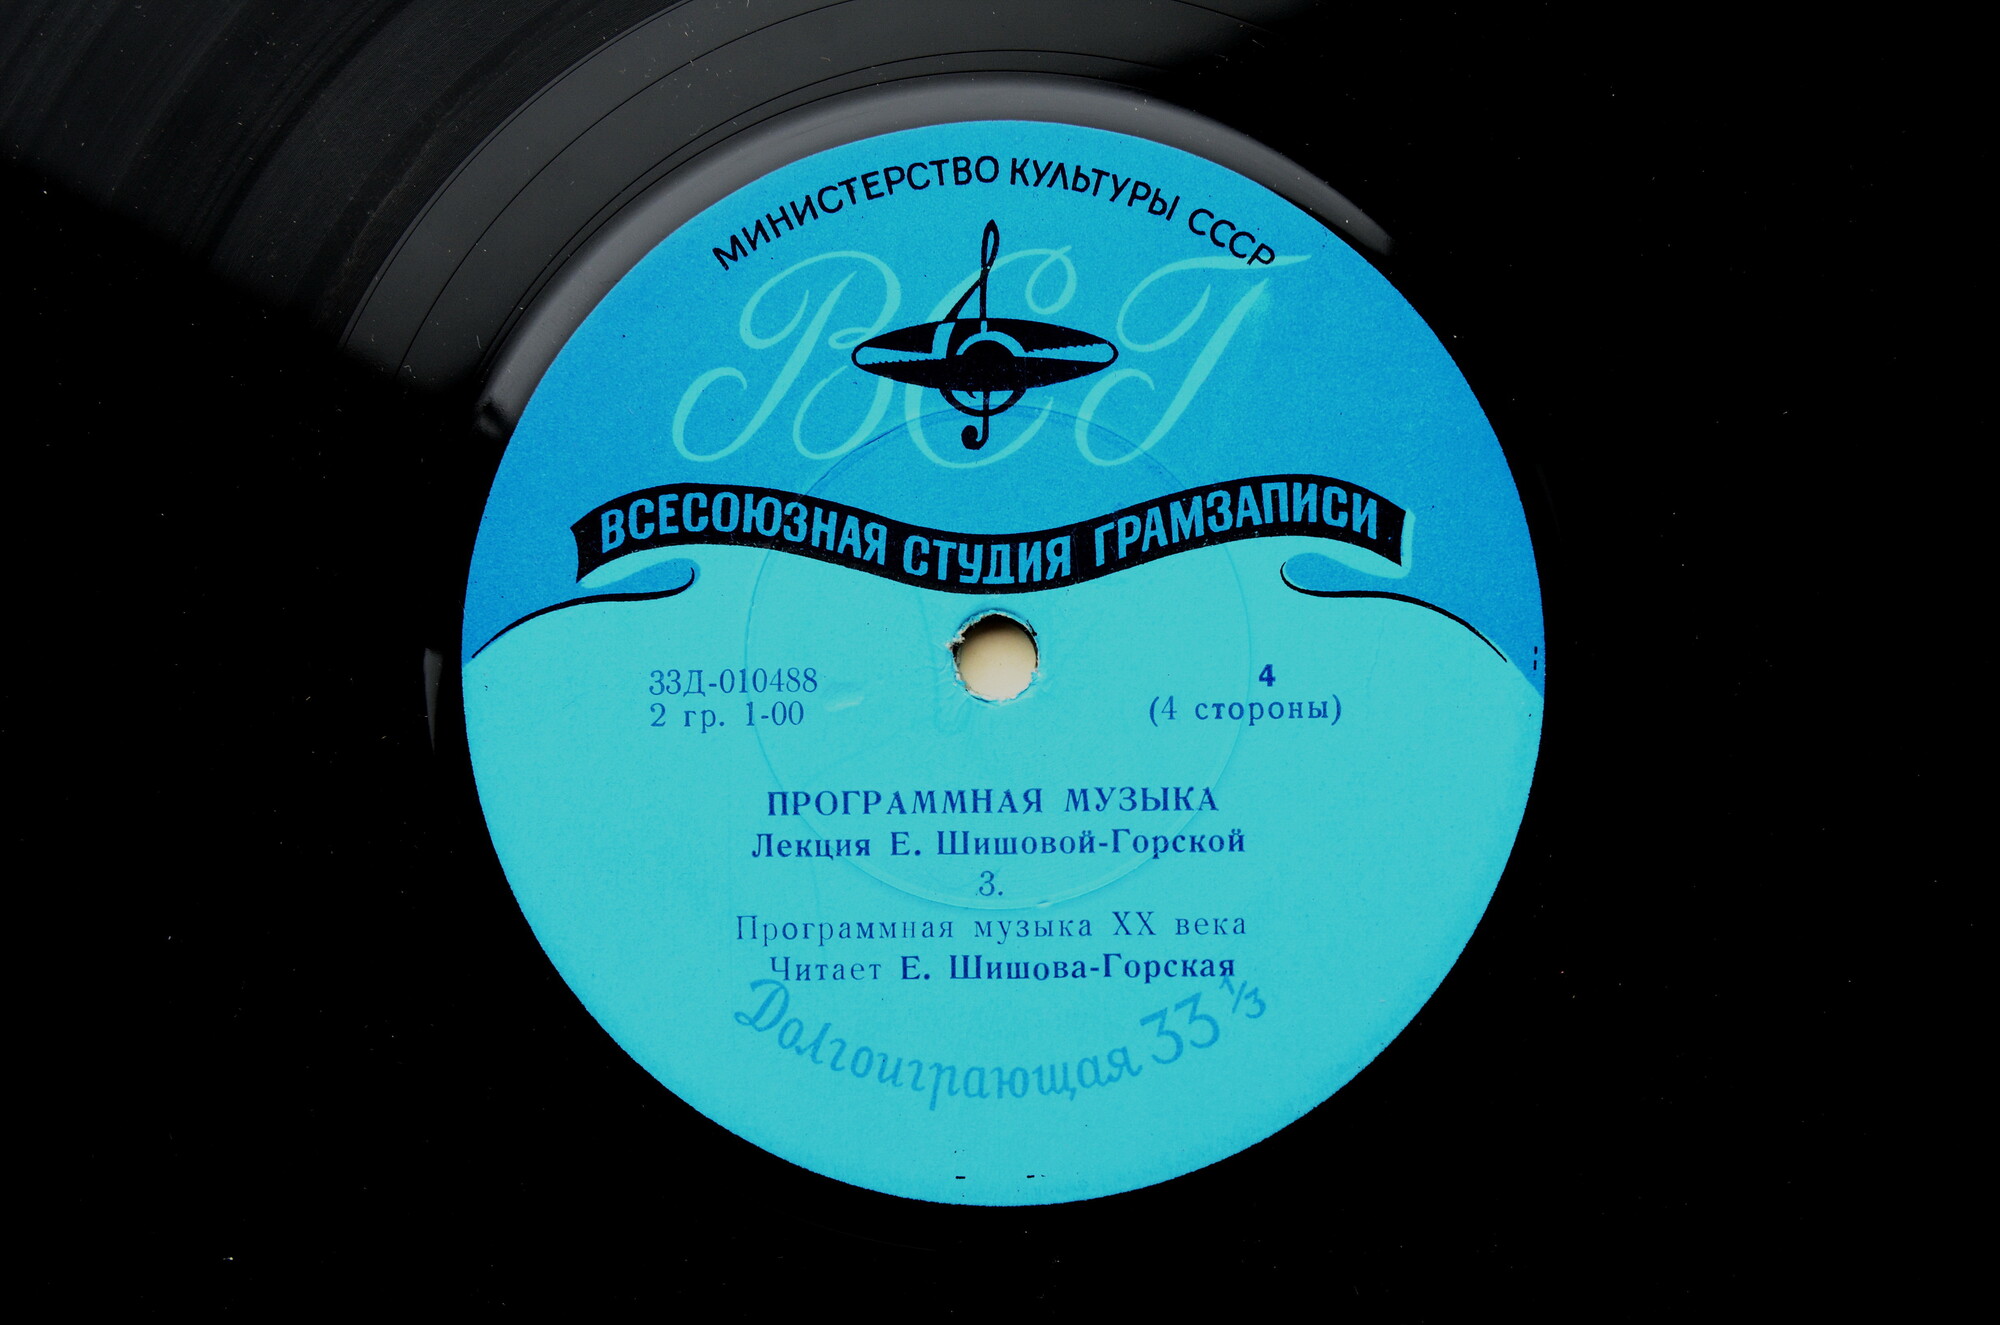 МИНИСТЕРСТВО КУЛЬТУРЫ СССР
ВСГ
ВСЕСОЮЗНАЯ СТУДИЯ ГРАМЗАПИСИ
33Д-010488
2 гр. 1-00
4
(4 стороны)
ПРОГРАММНАЯ МУЗЫКА
Лекция Е. Шишовой-Горской
3.
Программная музыка XX века
Читает Е. Шишова-Горская
Долгоиграющая 33 1/3